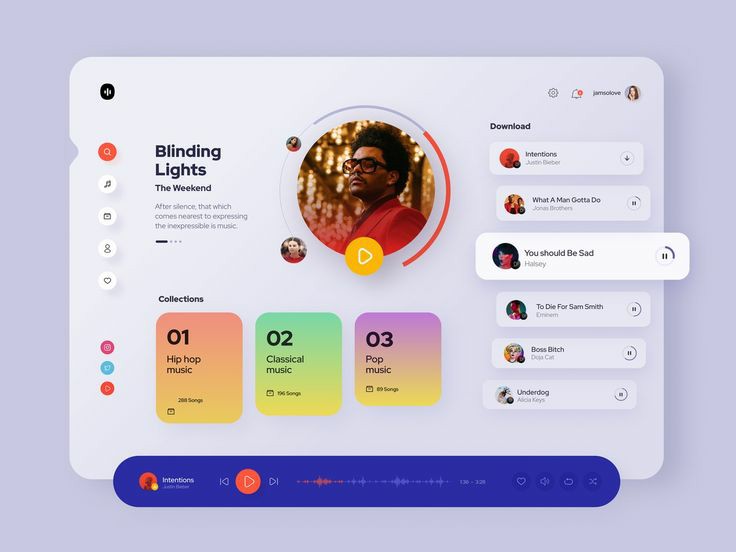 jamsolove
Blinding
Lights
The Weekend
After silence, that which
comes nearest to expressing
the inexpressible is music.
Download
Intentions
Justin Bieber
What A Man Gotta Do
Jonas Brothers
You should Be Sad
Halsey
To Die For Sam Smith
Eminem
Boss Bitch
Doja Cat
Underdog
Alicia Keys
Collections
01
Hip hop
music
288 Songs
02
Classical
music
196 Songs
03
Pop
music
89 Songs
Intentions
Justin Bieber
1:36 - 3:28